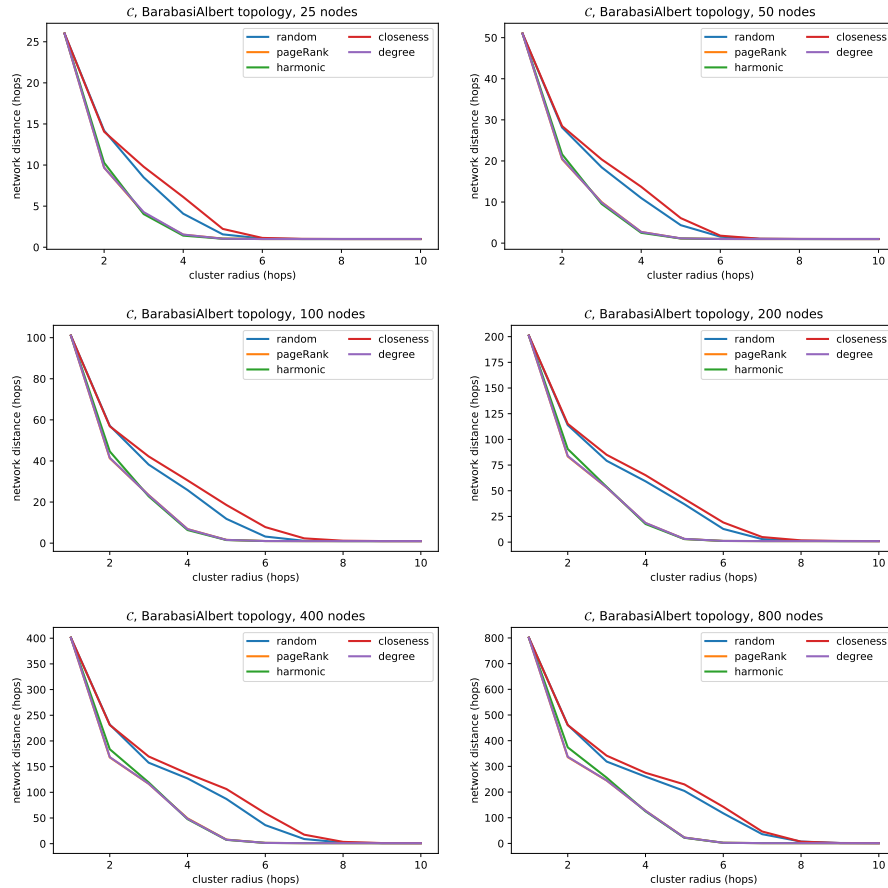 𝒞, BarabasiAlbert topology, 25 nodes
25
20
15
10
5
0
network distance (hops)
random
pageRank
harmonic
closeness
degree
2 4 6 8 10
cluster radius (hops)
𝒞, BarabasiAlbert topology, 50 nodes
50
40
30
20
10
0
network distance (hops)
random
pageRank
harmonic
closeness
degree
2 4 6 8 10
cluster radius (hops)
𝒞, BarabasiAlbert topology, 100 nodes
100
80
60
40
20
0
network distance (hops)
random
pageRank
harmonic
closeness
degree
2 4 6 8 10
cluster radius (hops)
𝒞, BarabasiAlbert topology, 200 nodes
200
175
150
125
100
75
50
25
0
network distance (hops)
random
pageRank
harmonic
closeness
degree
2 4 6 8 10
cluster radius (hops)
𝒞, BarabasiAlbert topology, 400 nodes
400
350
300
250
200
150
100
50
0
network distance (hops)
random
pageRank
harmonic
closeness
degree
2 4 6 8 10
cluster radius (hops)
𝒞, BarabasiAlbert topology, 800 nodes
800
700
600
500
400
300
200
100
0
network distance (hops)
random
pageRank
harmonic
closeness
degree
2 4 6 8 10
cluster radius (hops)